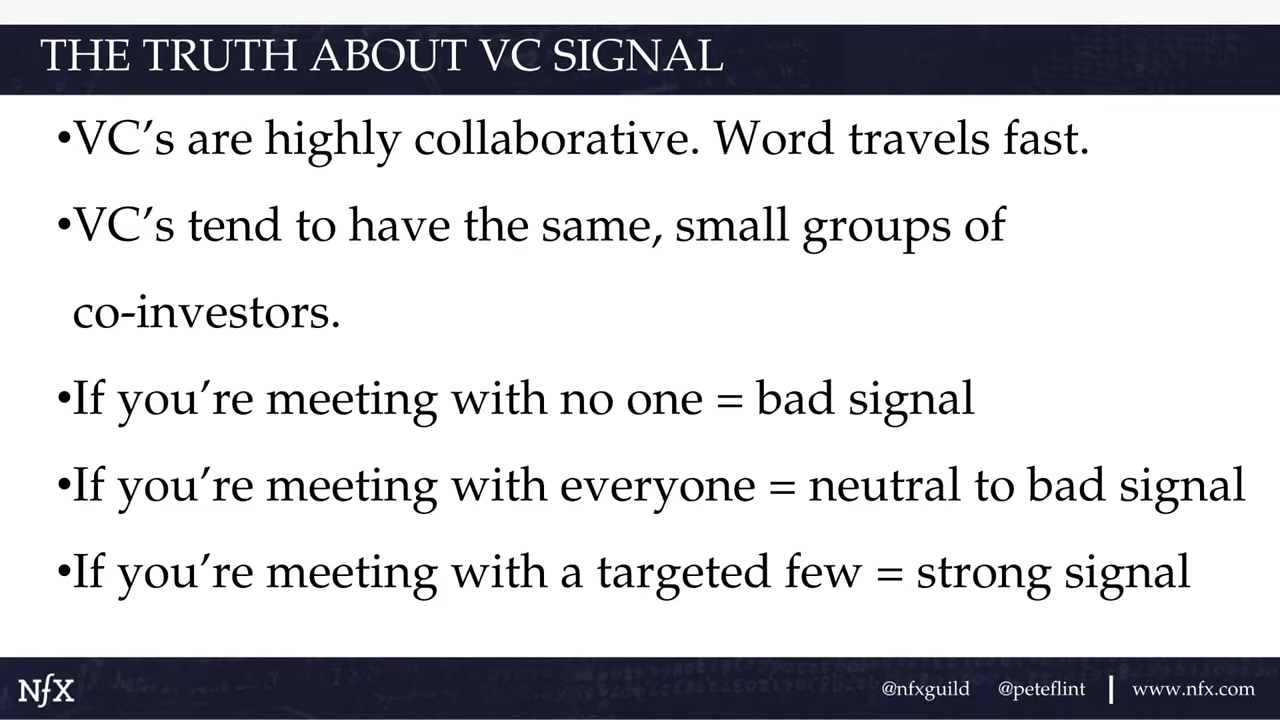 THE TRUTH ABOUT VC SIGNAL
•VC’s are highly collaborative. Word travels fast.
•VC’s tend to have the same, small groups of
co-investors.
•If you’re meeting with no one = bad signal
•If you’re meeting with everyone = neutral to bad signal
•If you’re meeting with a targeted few = strong signal
NfX
@nfxguild @peteflint | www.nfx.com